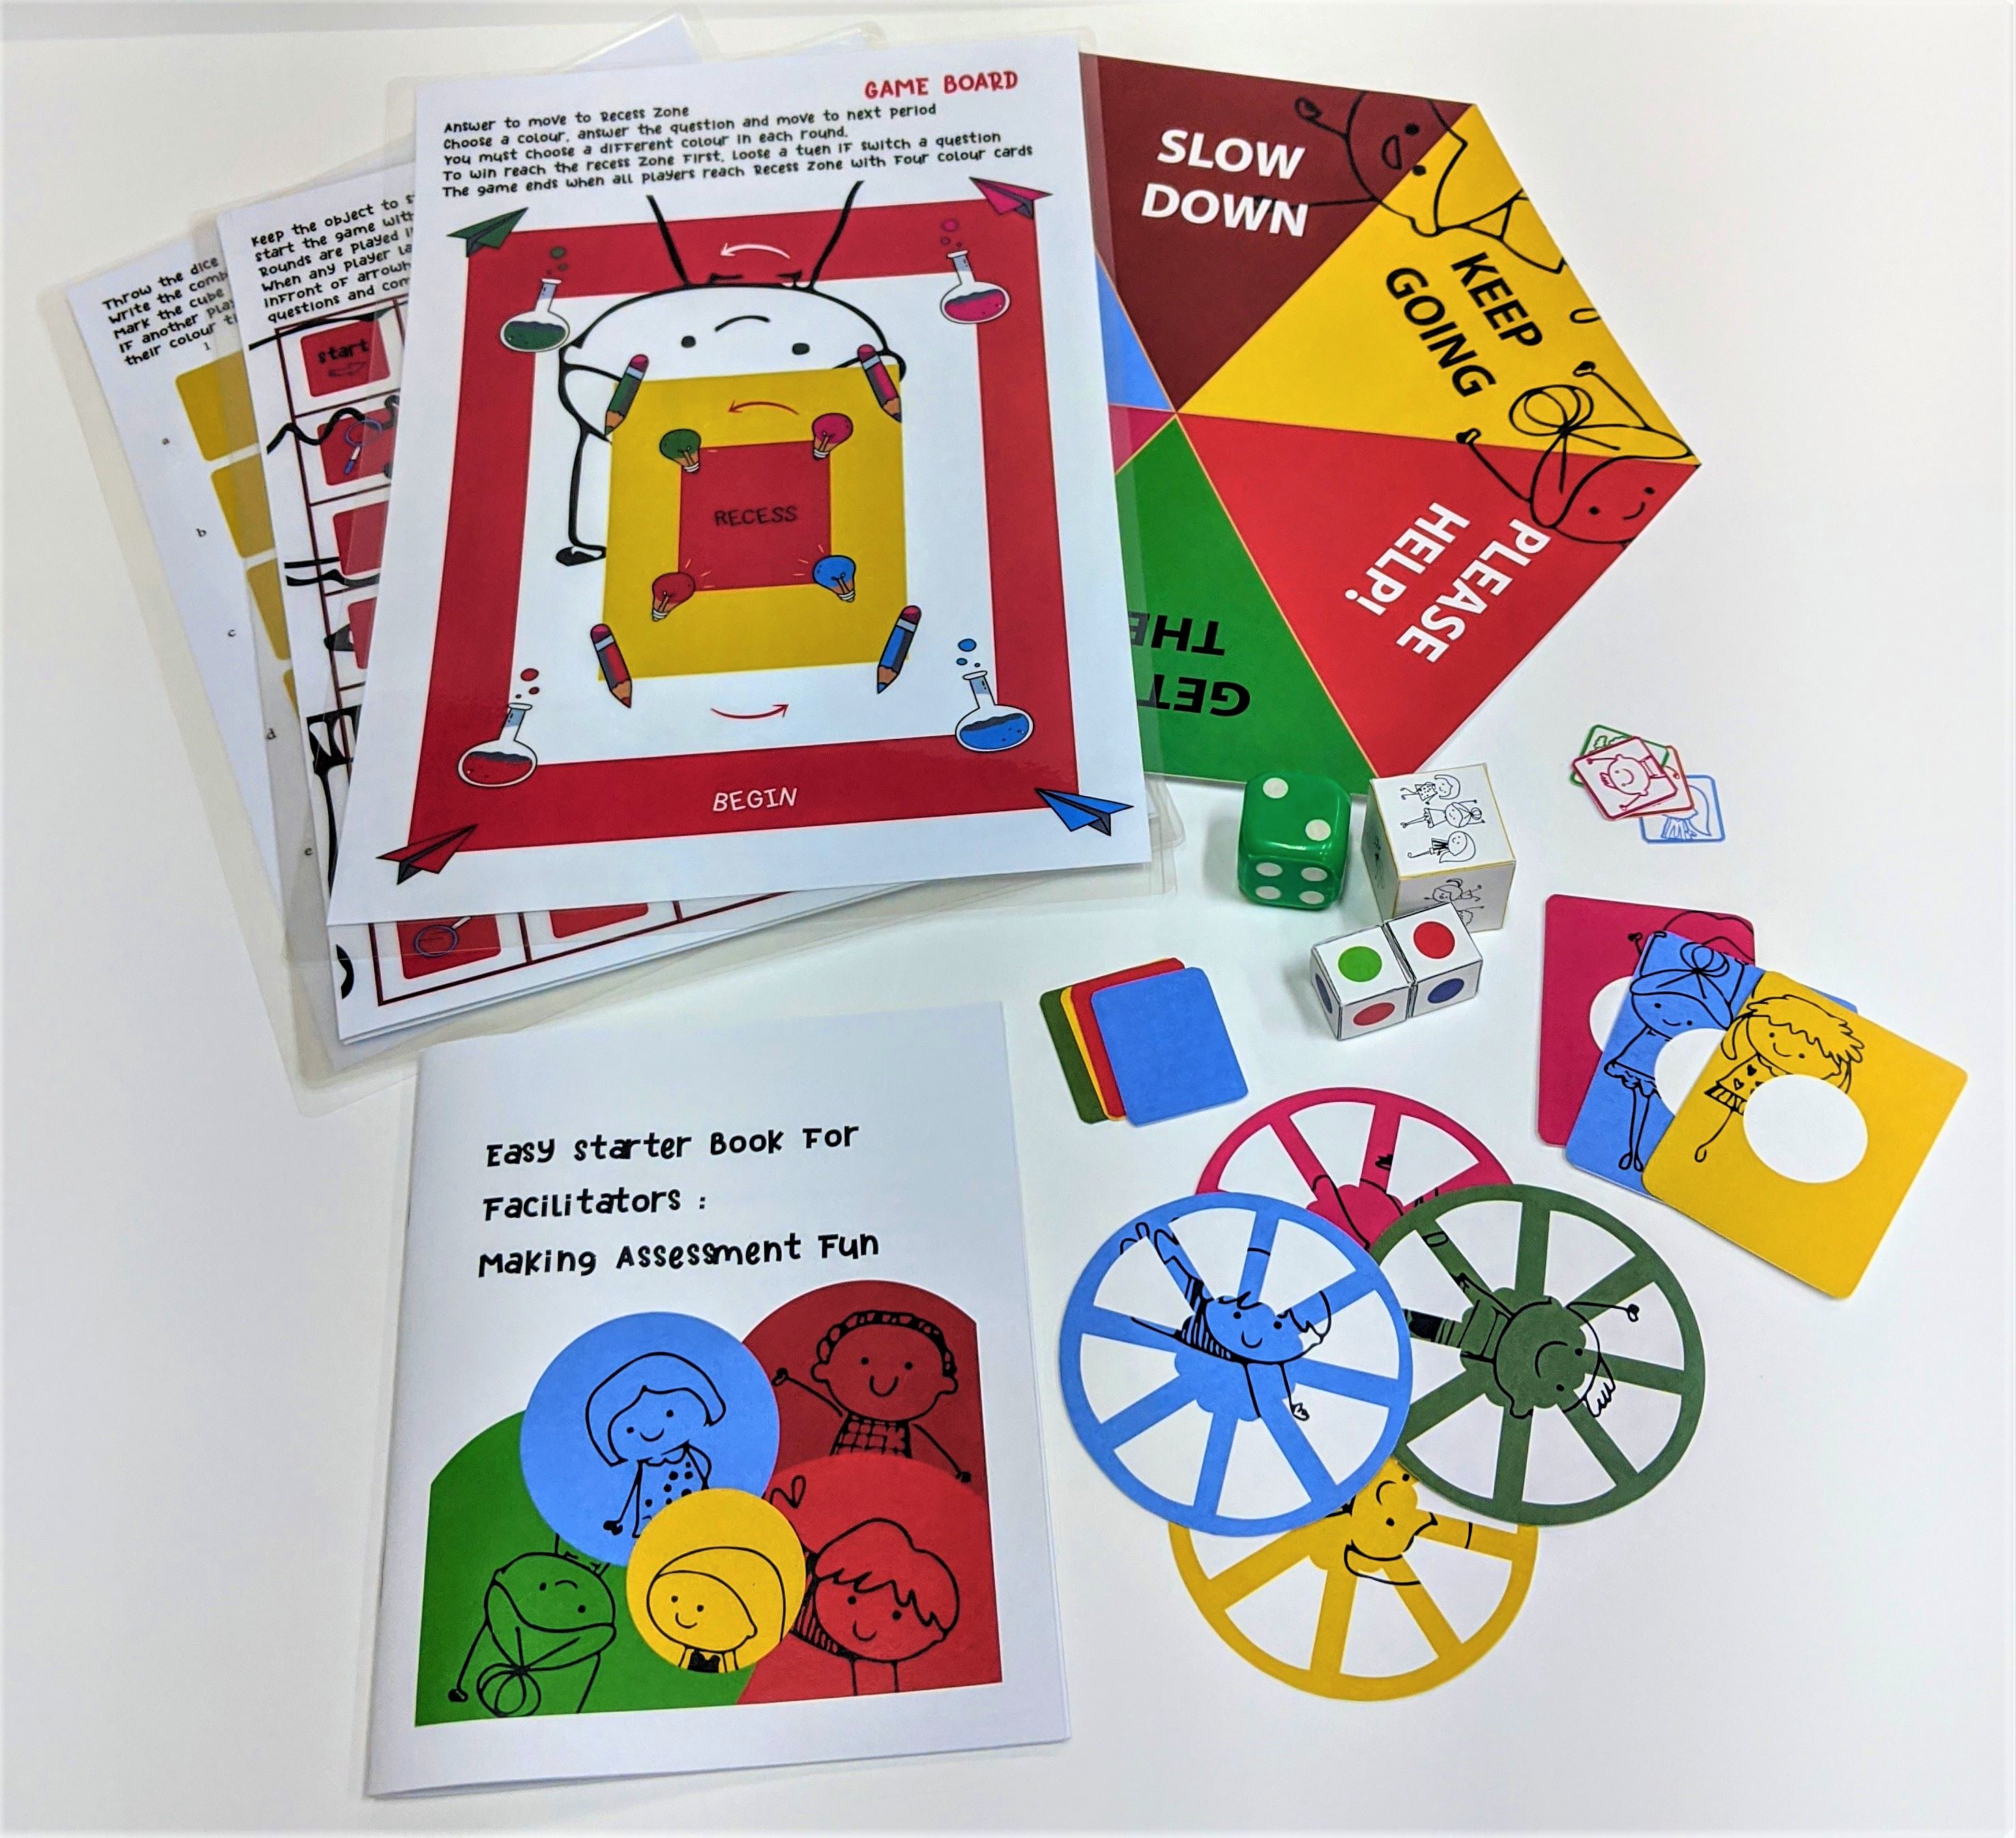 GAME BOARD
Answer to move to Recess Zone
Choose a colour, answer the question and move to next period
You must choose a different colour in each round.
To win reach the recess Zone First, Loose a tuen if switch a question
The game ends when all players reach Recess Zone with Four colour cards
RECESS
BEGIN
Keep the object to
start the game with
Rounds are played
When any player
infront of arrow
questions and
start
Throw the dice
Write the
Mark the cube
If another
their colour
1
a
b
c
d
e
SLOW
DOWN
KEEP
GOING
PLEASE
HELP!
GET
THE
Easy Starter Book For
Facilitators :
Making Assessment Fun